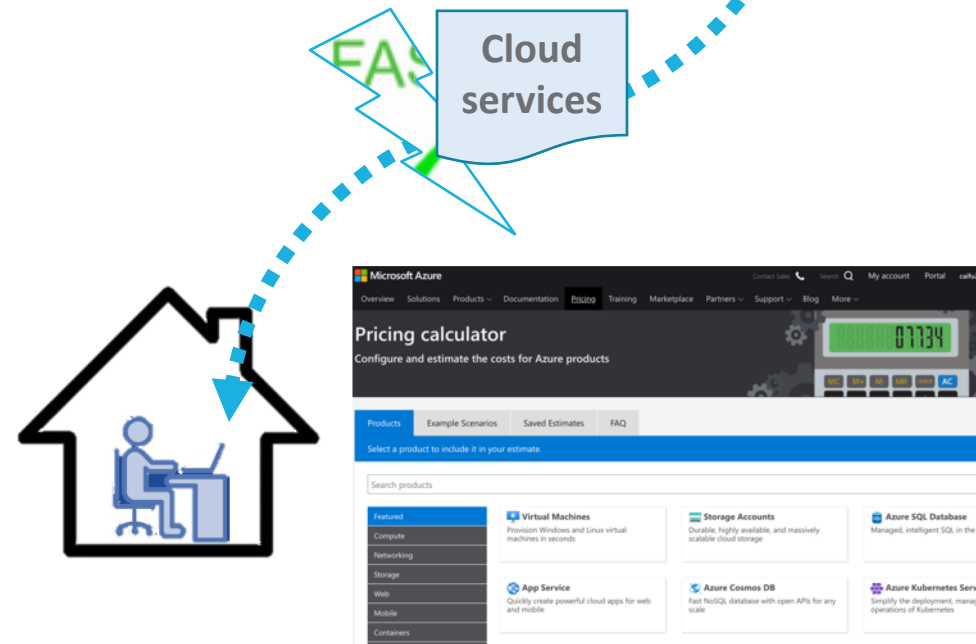 FAS
Cloud
services
Microsoft Azure
Contact Sales Search My account Portal
Overview Solutions Products Documentation Pricing Training Marketplace Partners Support Blog More
Pricing calculator
Configure and estimate the costs for Azure products
07734
MC M+ M- MR CHECK AC
Products Example Scenarios Saved Estimates FAQ
Select a product to include it in your estimate.
Search products
Featured
Compute
Networking
Storage
Web
Mobile
Containers
Virtual Machines
Provision Windows and Linux virtual
machines in seconds
Storage Accounts
Durable, highly available, and massively
scalable cloud storage
Azure SQL Database
Managed, intelligent SQL in the
App Service
Quickly create powerful cloud apps for web
and mobile
Azure Cosmos DB
Fast NoSQL database with open APIs for any
scale
Azure Kubernetes Serv
Simplify the deployment, manag
operations of Kubernetes